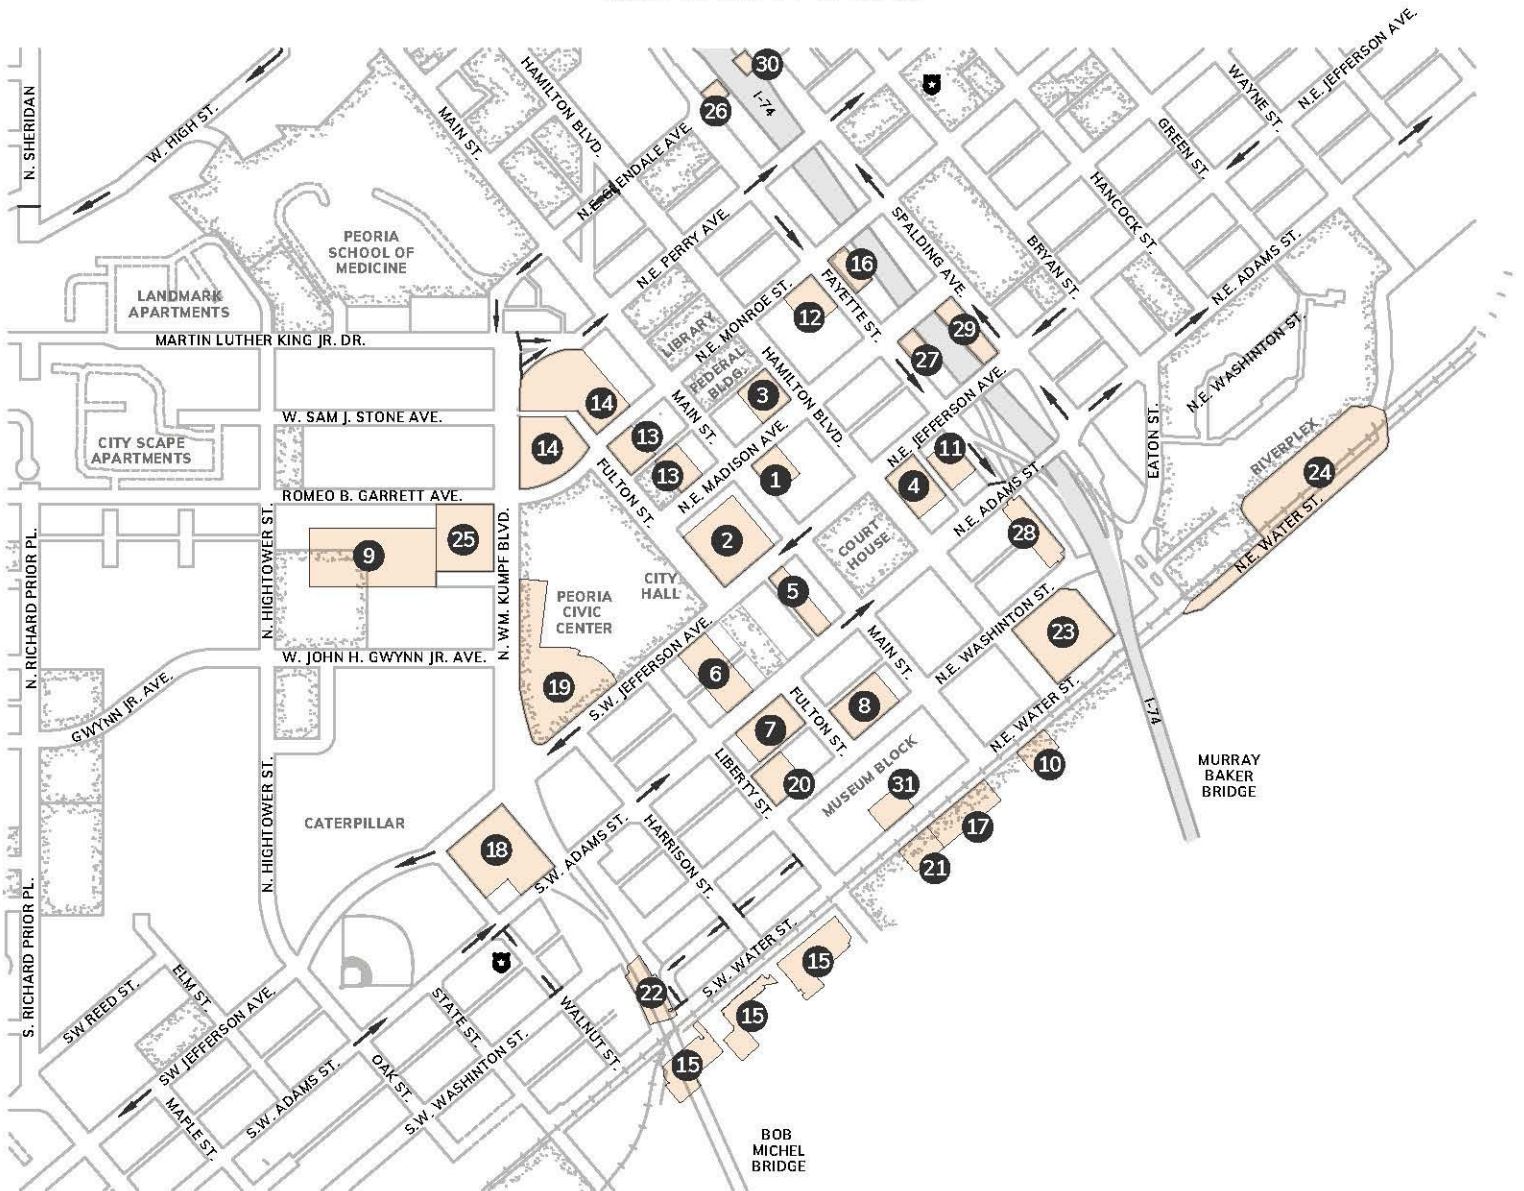 N.E. JEFFERSON AVE.
30
HAMILTON BLVD.
WAYNE ST.
I-74
26
N. SHERIDAN
W. HIGH ST.
MAIN ST.
GREEN ST.
N.E. GLENDALE AVE.
HANCOCK ST.
SPALDING AVE.
N.E. PERRY AVE.
BRYAN ST.
N.E. ADAMS ST.
PEORIA
SCHOOL OF
MEDICINE
16
LANDMARK
APARTMENTS
N.E. MONROE ST.
FAYETTE ST.
12
LIBRARY
29
MARTIN LUTHER KING JR. DR.
27
N.E. WASHINGTON ST.
FEDERAL
BLDG.
HAMILTON BLVD.
3
14
MAIN ST.
N.E. JEFFERSON AVE.
W. SAM J. STONE AVE.
13
EATON ST.
RIVERPLEX
CITY SCAPE
APARTMENTS
14
11
24
13
N.E. MADISON AVE.
1
4
ROMEO B. GARRETT AVE.
FULTON ST.
N.E. ADAMS ST.
N. HIGHTOWER ST.
N. WM. KUMPF BLVD.
25
2
COURT
HOUSE
28
N.E. WATER ST.
9
N. RICHARD PRIOR PL.
PEORIA
CIVIC
CENTER
CITY
HALL
5
23
W. JOHN H. GWYNN JR. AVE.
S.W. JEFFERSON AVE.
MAIN ST.
N.E. WASHINGTON ST.
6
19
GWYNN JR. AVE.
FULTON ST.
8
7
N.E. WATER ST.
I-74
10
MURRAY
BAKER
BRIDGE
LIBERTY ST.
20
MUSEUM BLOCK
31
N. HIGHTOWER ST.
CATERPILLAR
17
18
S.W. ADAMS ST.
HARRISON ST.
21
S. RICHARD PRIOR PL.
S.W. WATER ST.
15
22
ELM ST.
SW REED ST.
STATE ST.
WALNUT ST.
15
SW JEFFERSON AVE.
15
S.W. ADAMS ST.
OAK ST.
S.W. WASHINGTON ST.
MAPLE ST.
BOB
MICHEL
BRIDGE